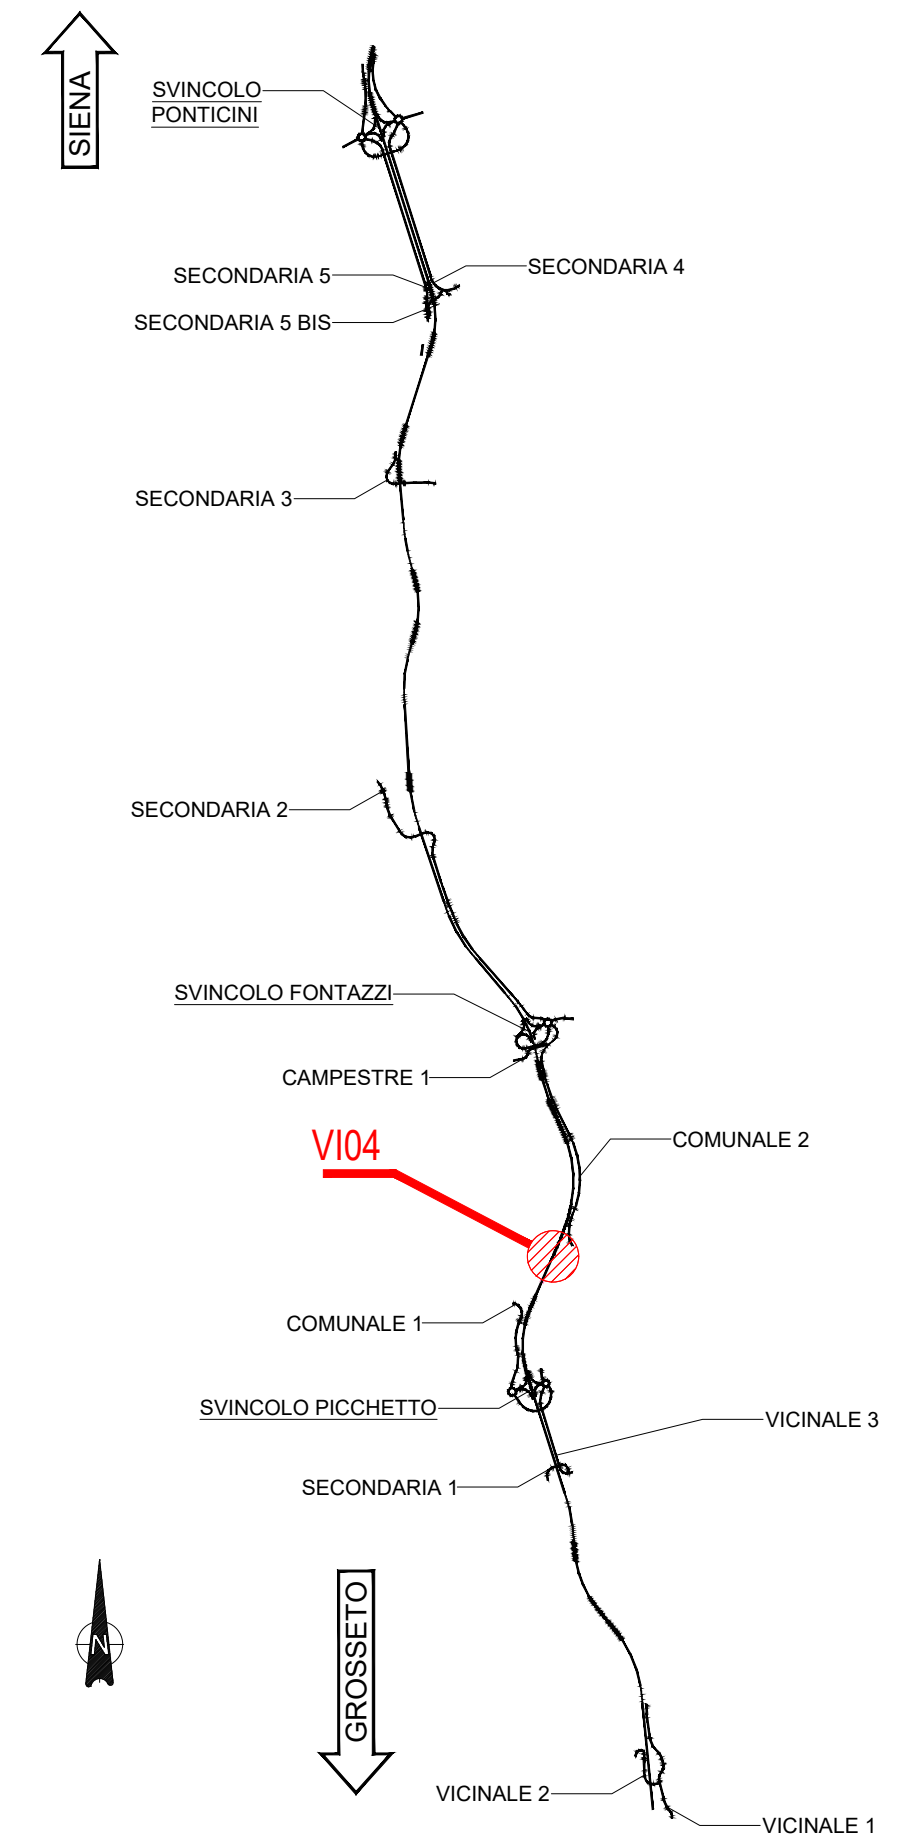 SIENA
SVINCOLO
PONTICINI
SECONDARIA 4
SECONDARIA 5
SECONDARIA 5 BIS
SECONDARIA 3
SECONDARIA 2
SVINCOLO FONTAZZI
CAMPESTRE 1
COMUNALE 2
VI04
COMUNALE 1
SVINCOLO PICCHETTO
VICINALE 3
SECONDARIA 1
N
GROSSETO
VICINALE 2
VICINALE 1